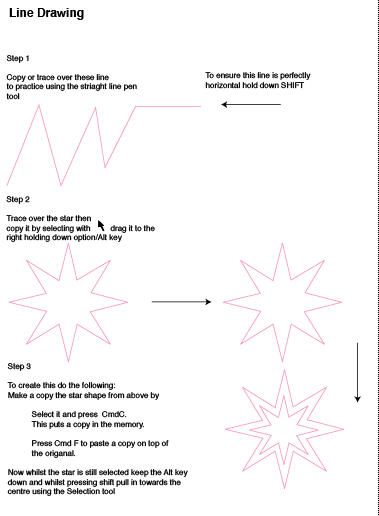 Line Drawing
Step 1
Copy or trace over these line
to practice using the striaght line pen
tool
To ensure this line is perfectly
horizontal hold down SHIFT
Step 2
Trace over the star then
copy it by selecting with drag it to the
right holding down option/Alt key
Step 3
To create this do the following:
Make a copy the star shape from above by
Select it and press CmdC.
This puts a copy in the memory.
Press Cmd F to paste a copy on top of
the origanal.
Now whilst the star is still selected keep the Alt key
down and whilst pressing shift pull in towards the
centre using the Selection tool